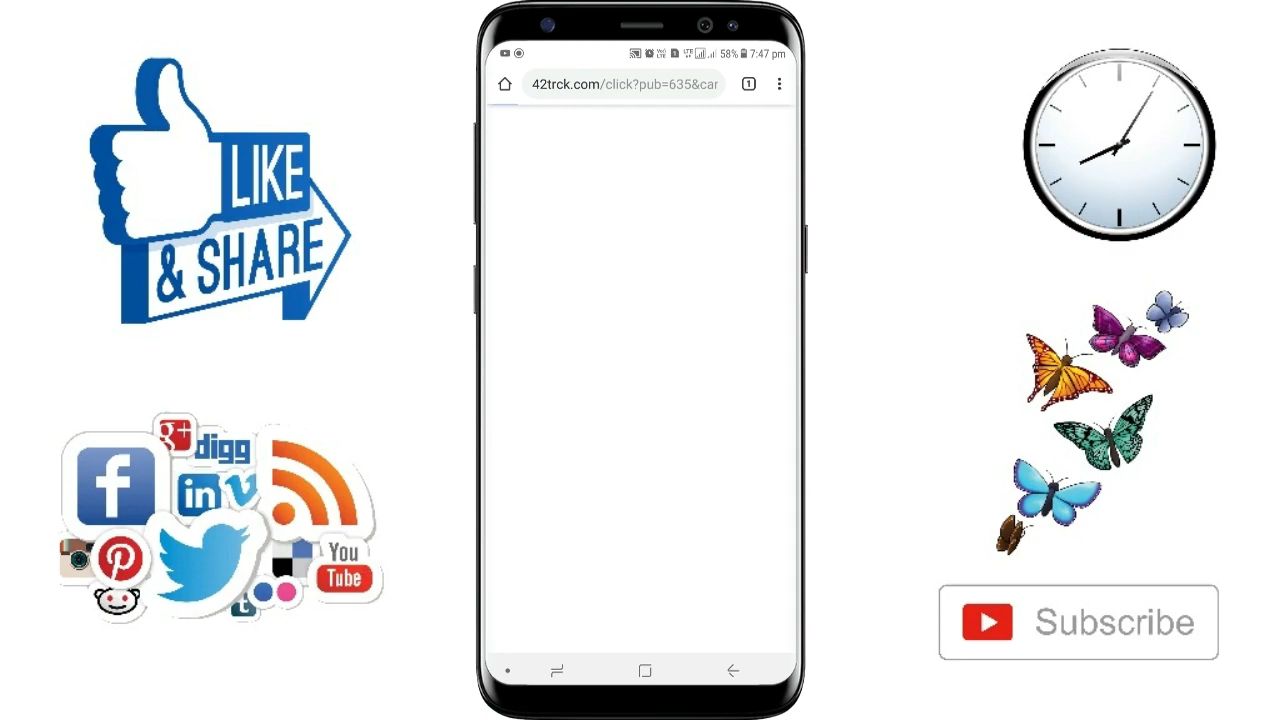 LIKE
& SHARE
g+
digg
in
You
Tube
58% 7:47 pm
42trck.com/click?pub=635&car
1
Subscribe